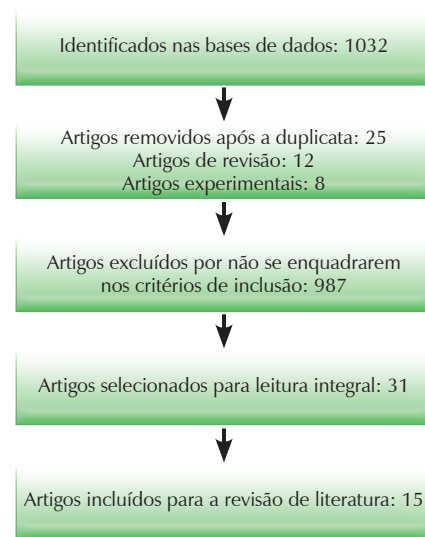 Identificados nas bases de dados: 1032
Artigos removidos após a duplicata: 25
Artigos de revisão: 12
Artigos experimentais: 8
Artigos excluídos por não se enquadrarem
nos critérios de inclusão: 987
Artigos selecionados para leitura integral: 31
Artigos incluídos para a revisão de literatura: 15